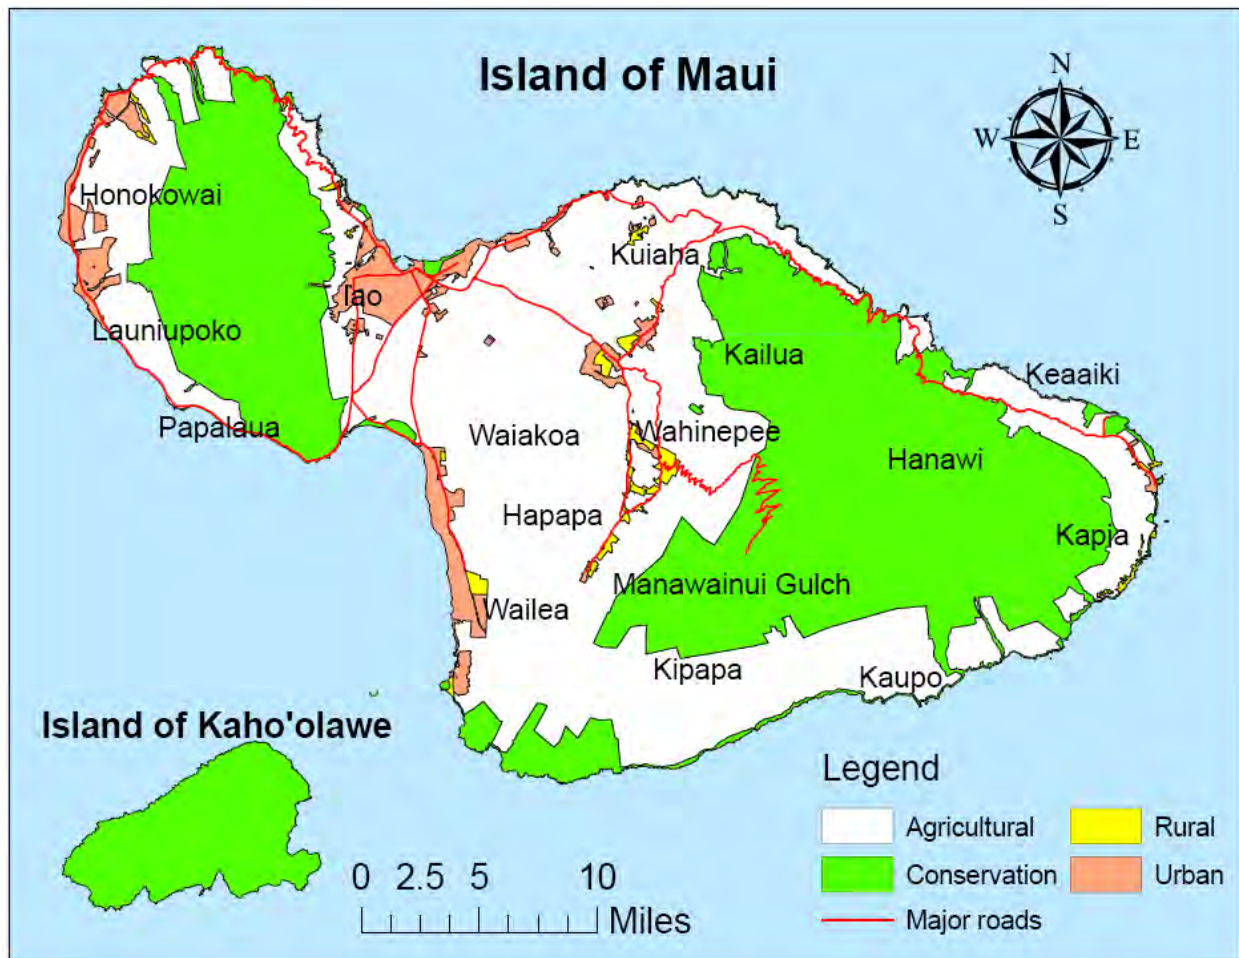 Island of Maui
N
W
E
S
Honokowai
Kuiaha
Iao
Launiupoko
Kailua
Keaaiki
Papalaua
Waiakoa
Wahinepee
Hanawi
Hapapa
Kapia
Manawainui Gulch
Wailea
Kipapa
Kaupo
Island of Kaho'olawe
Legend
Agricultural
Rural
Conservation
Urban
Major roads
0 2.5 5 10
Miles